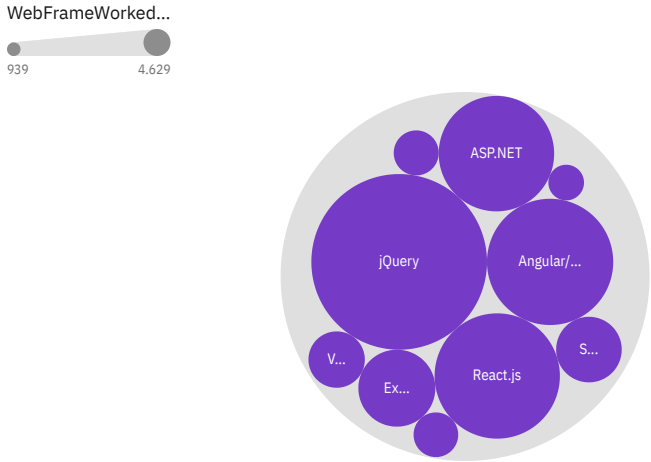 WebFrameWorked...
939 4.629
ASP.NET
jQuery
Angular/...
V...
S...
Ex...
React.js